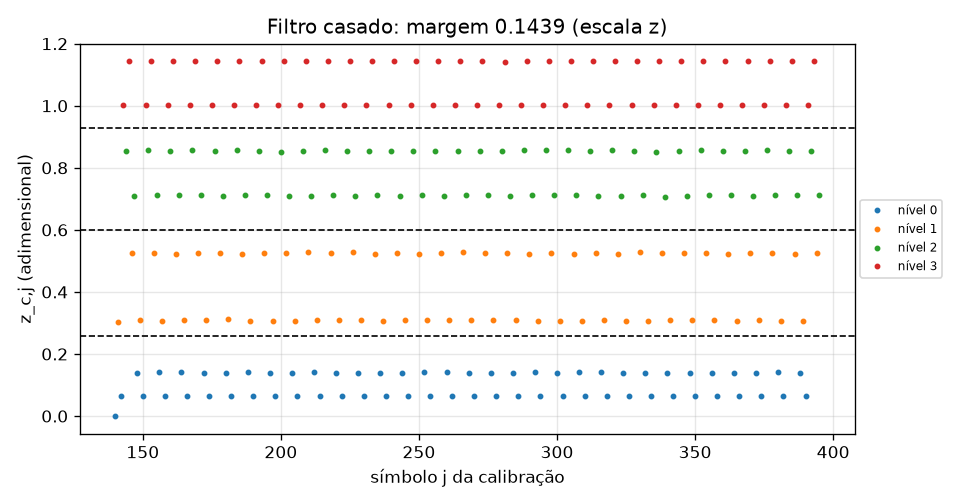 Filtro casado: margem 0.1439 (escala z)
z_c,j (adimensional)
1.2
1.0
0.8
0.6
0.4
0.2
0.0
150
200
250
300
350
400
símbolo j da calibração
nível 0
nível 1
nível 2
nível 3